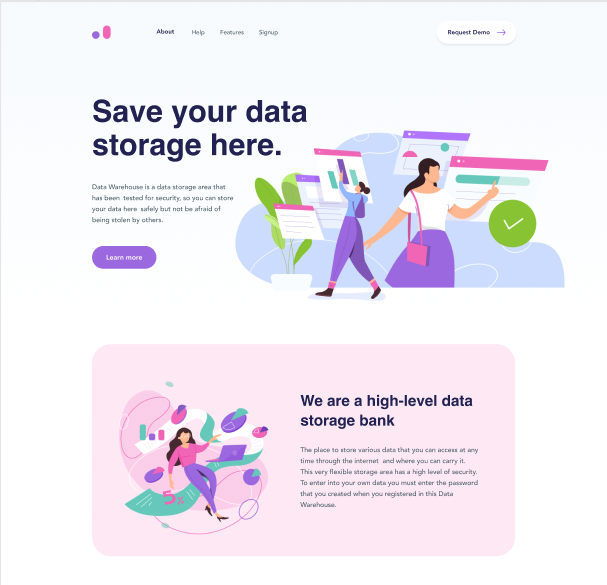 About
Help
Features
Signup
Request Demo
Save your data
storage here.
Data Warehouse is a data storage area that
has been tested for security, so you can store
your data here safely but not be afraid of
being stolen by others.
Learn more
We are a high-level data
storage bank
The place to store various data that you can access at any
time through the internet and where you can carry it.
This very flexible storage area has a high level of security.
To enter into your own data you must enter the password
that you created when you registered in this Data
Warehouse.